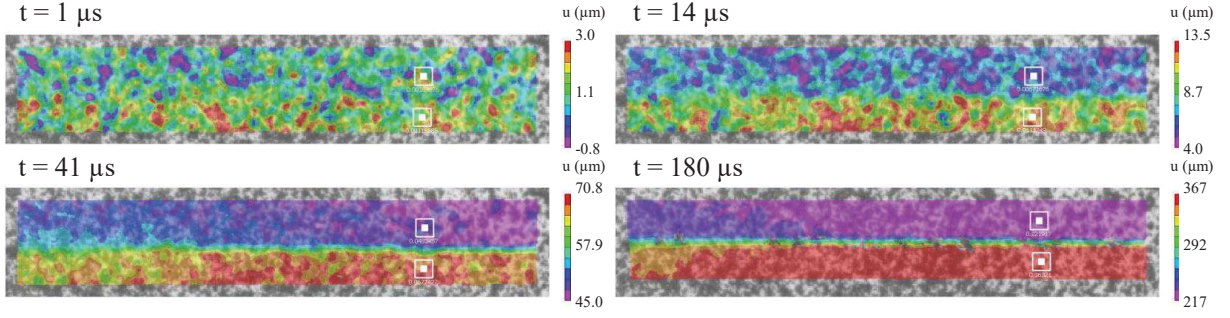 t = 1 µs
u (µm)
3.0
1.1
-0.8
t = 14 µs
u (µm)
13.5
8.7
4.0
t = 41 µs
u (µm)
70.8
57.9
45.0
t = 180 µs
u (µm)
367
292
217